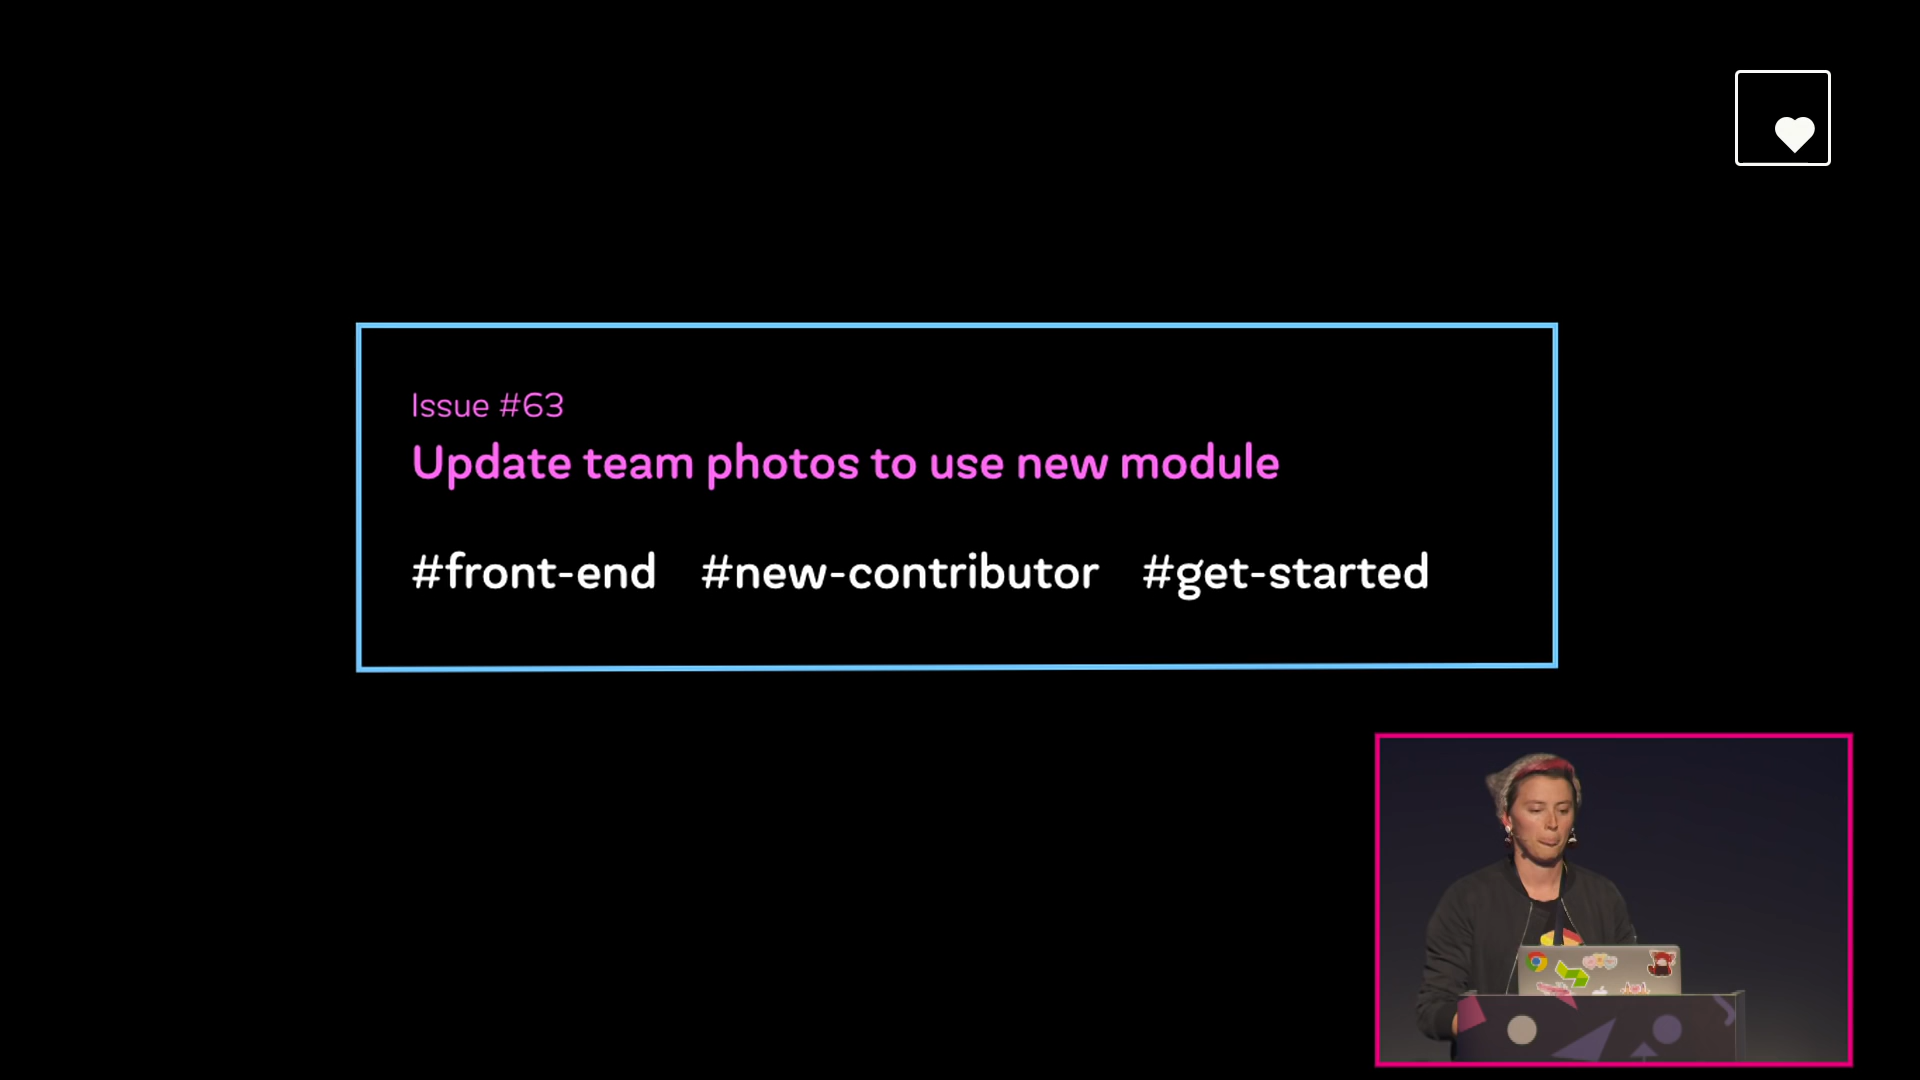 Issue #63
Update team photos to use new module
#front-end #new-contributor #get-started